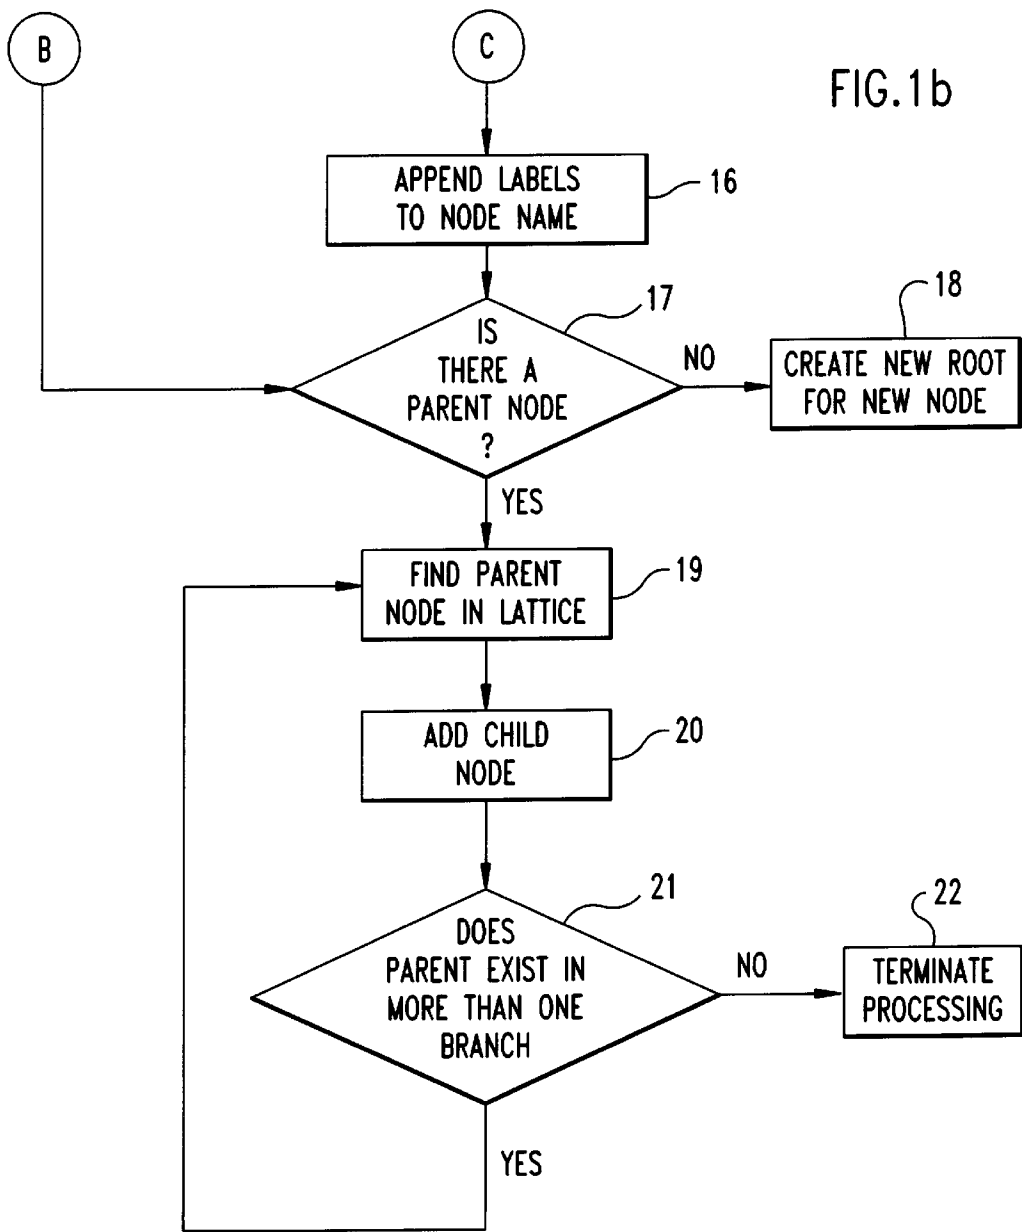 B
C
FIG.1b
APPEND LABELS
TO NODE NAME
16
IS
THERE A
PARENT NODE
?
17
NO
18
CREATE NEW ROOT
FOR NEW NODE
YES
FIND PARENT
NODE IN LATTICE
19
ADD CHILD
NODE
20
DOES
PARENT EXIST IN
MORE THAN ONE
BRANCH
21
NO
22
TERMINATE
PROCESSING
YES